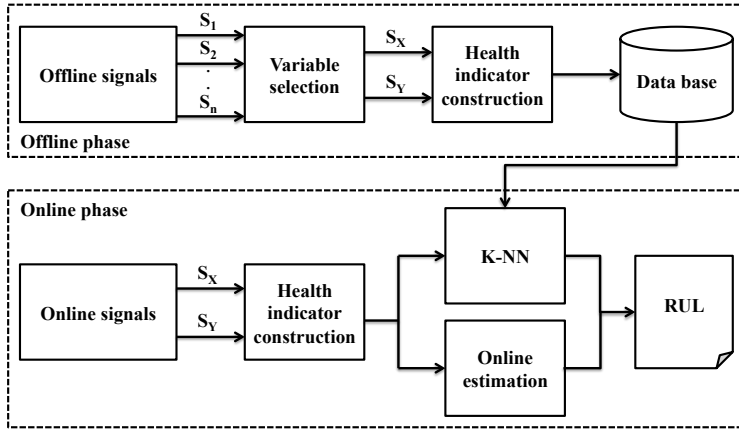 Offline signals
S1
S2
.
.
Sn
Variable
selection
SX
SY
Health
indicator
construction
Data base
Offline phase
Online phase
Online signals
SX
SY
Health
indicator
construction
K-NN
Online
estimation
RUL